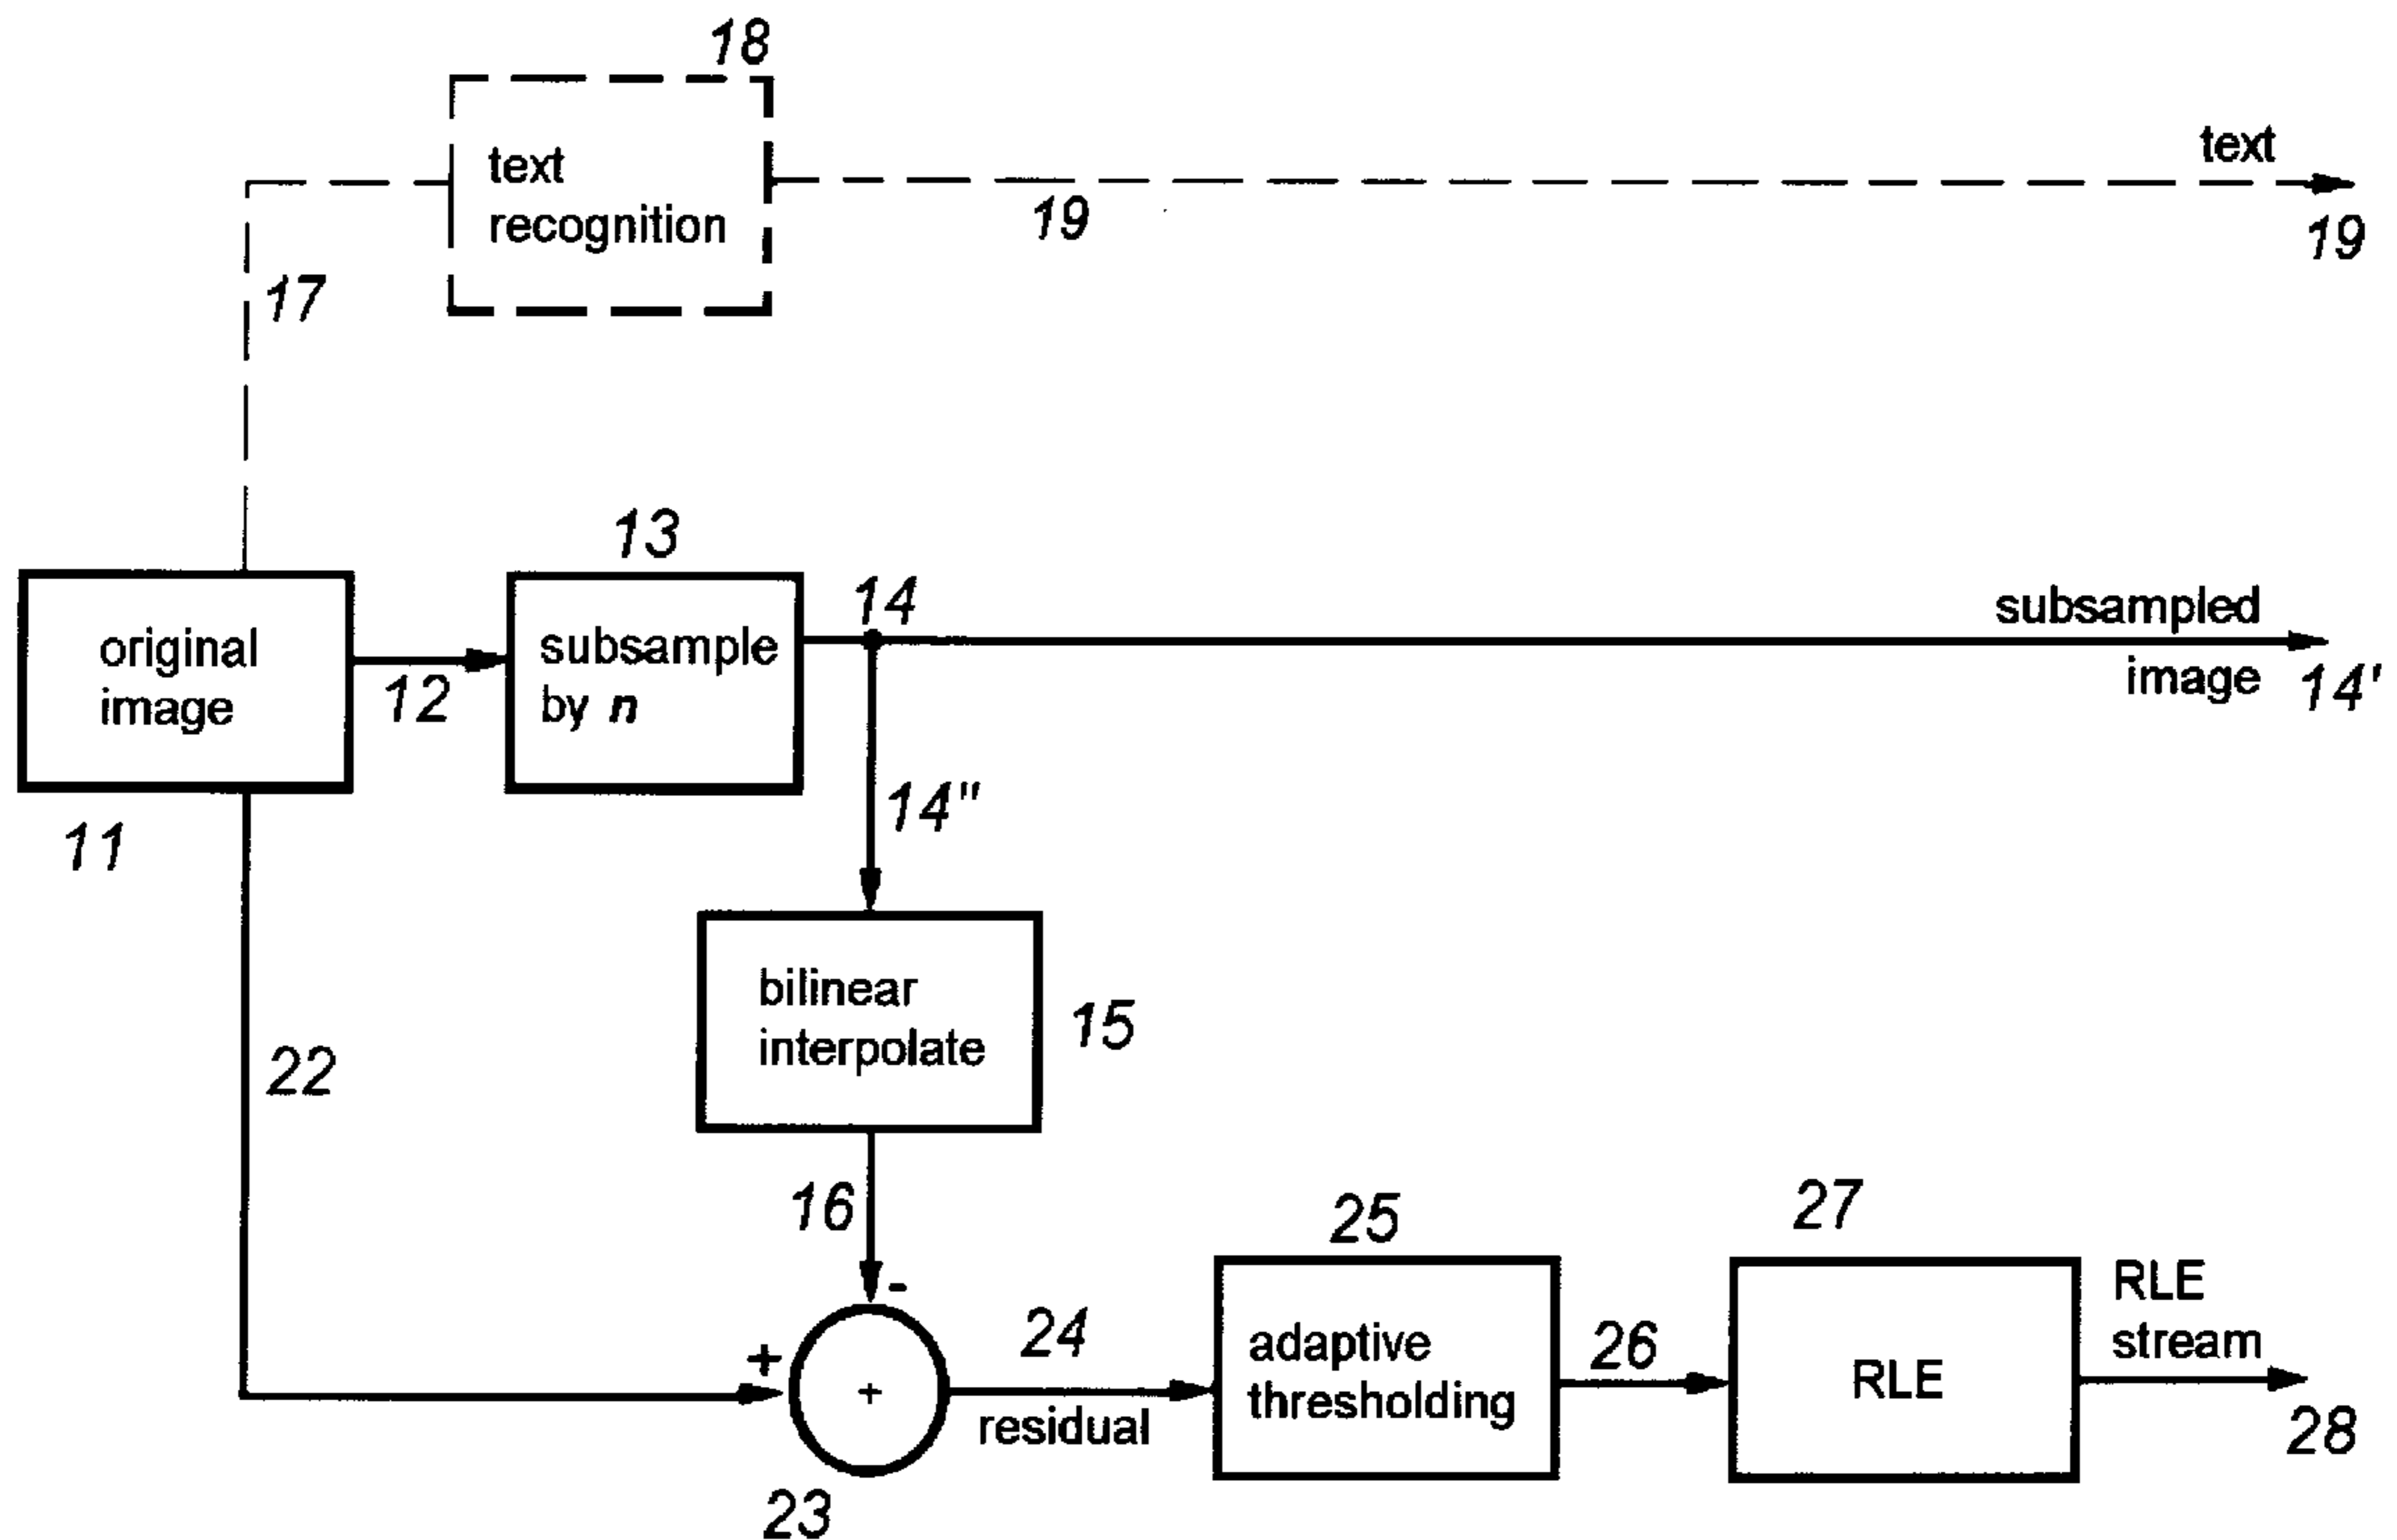 18
text
recognition
text
19
19
17
13
14
original
image
12
subsample
by n
subsampled
image
14'
11
14"
bilinear
interpolate
15
22
16
-
25
27
+
+
24
residual
adaptive
thresholding
26
RLE
RLE
stream
28
23